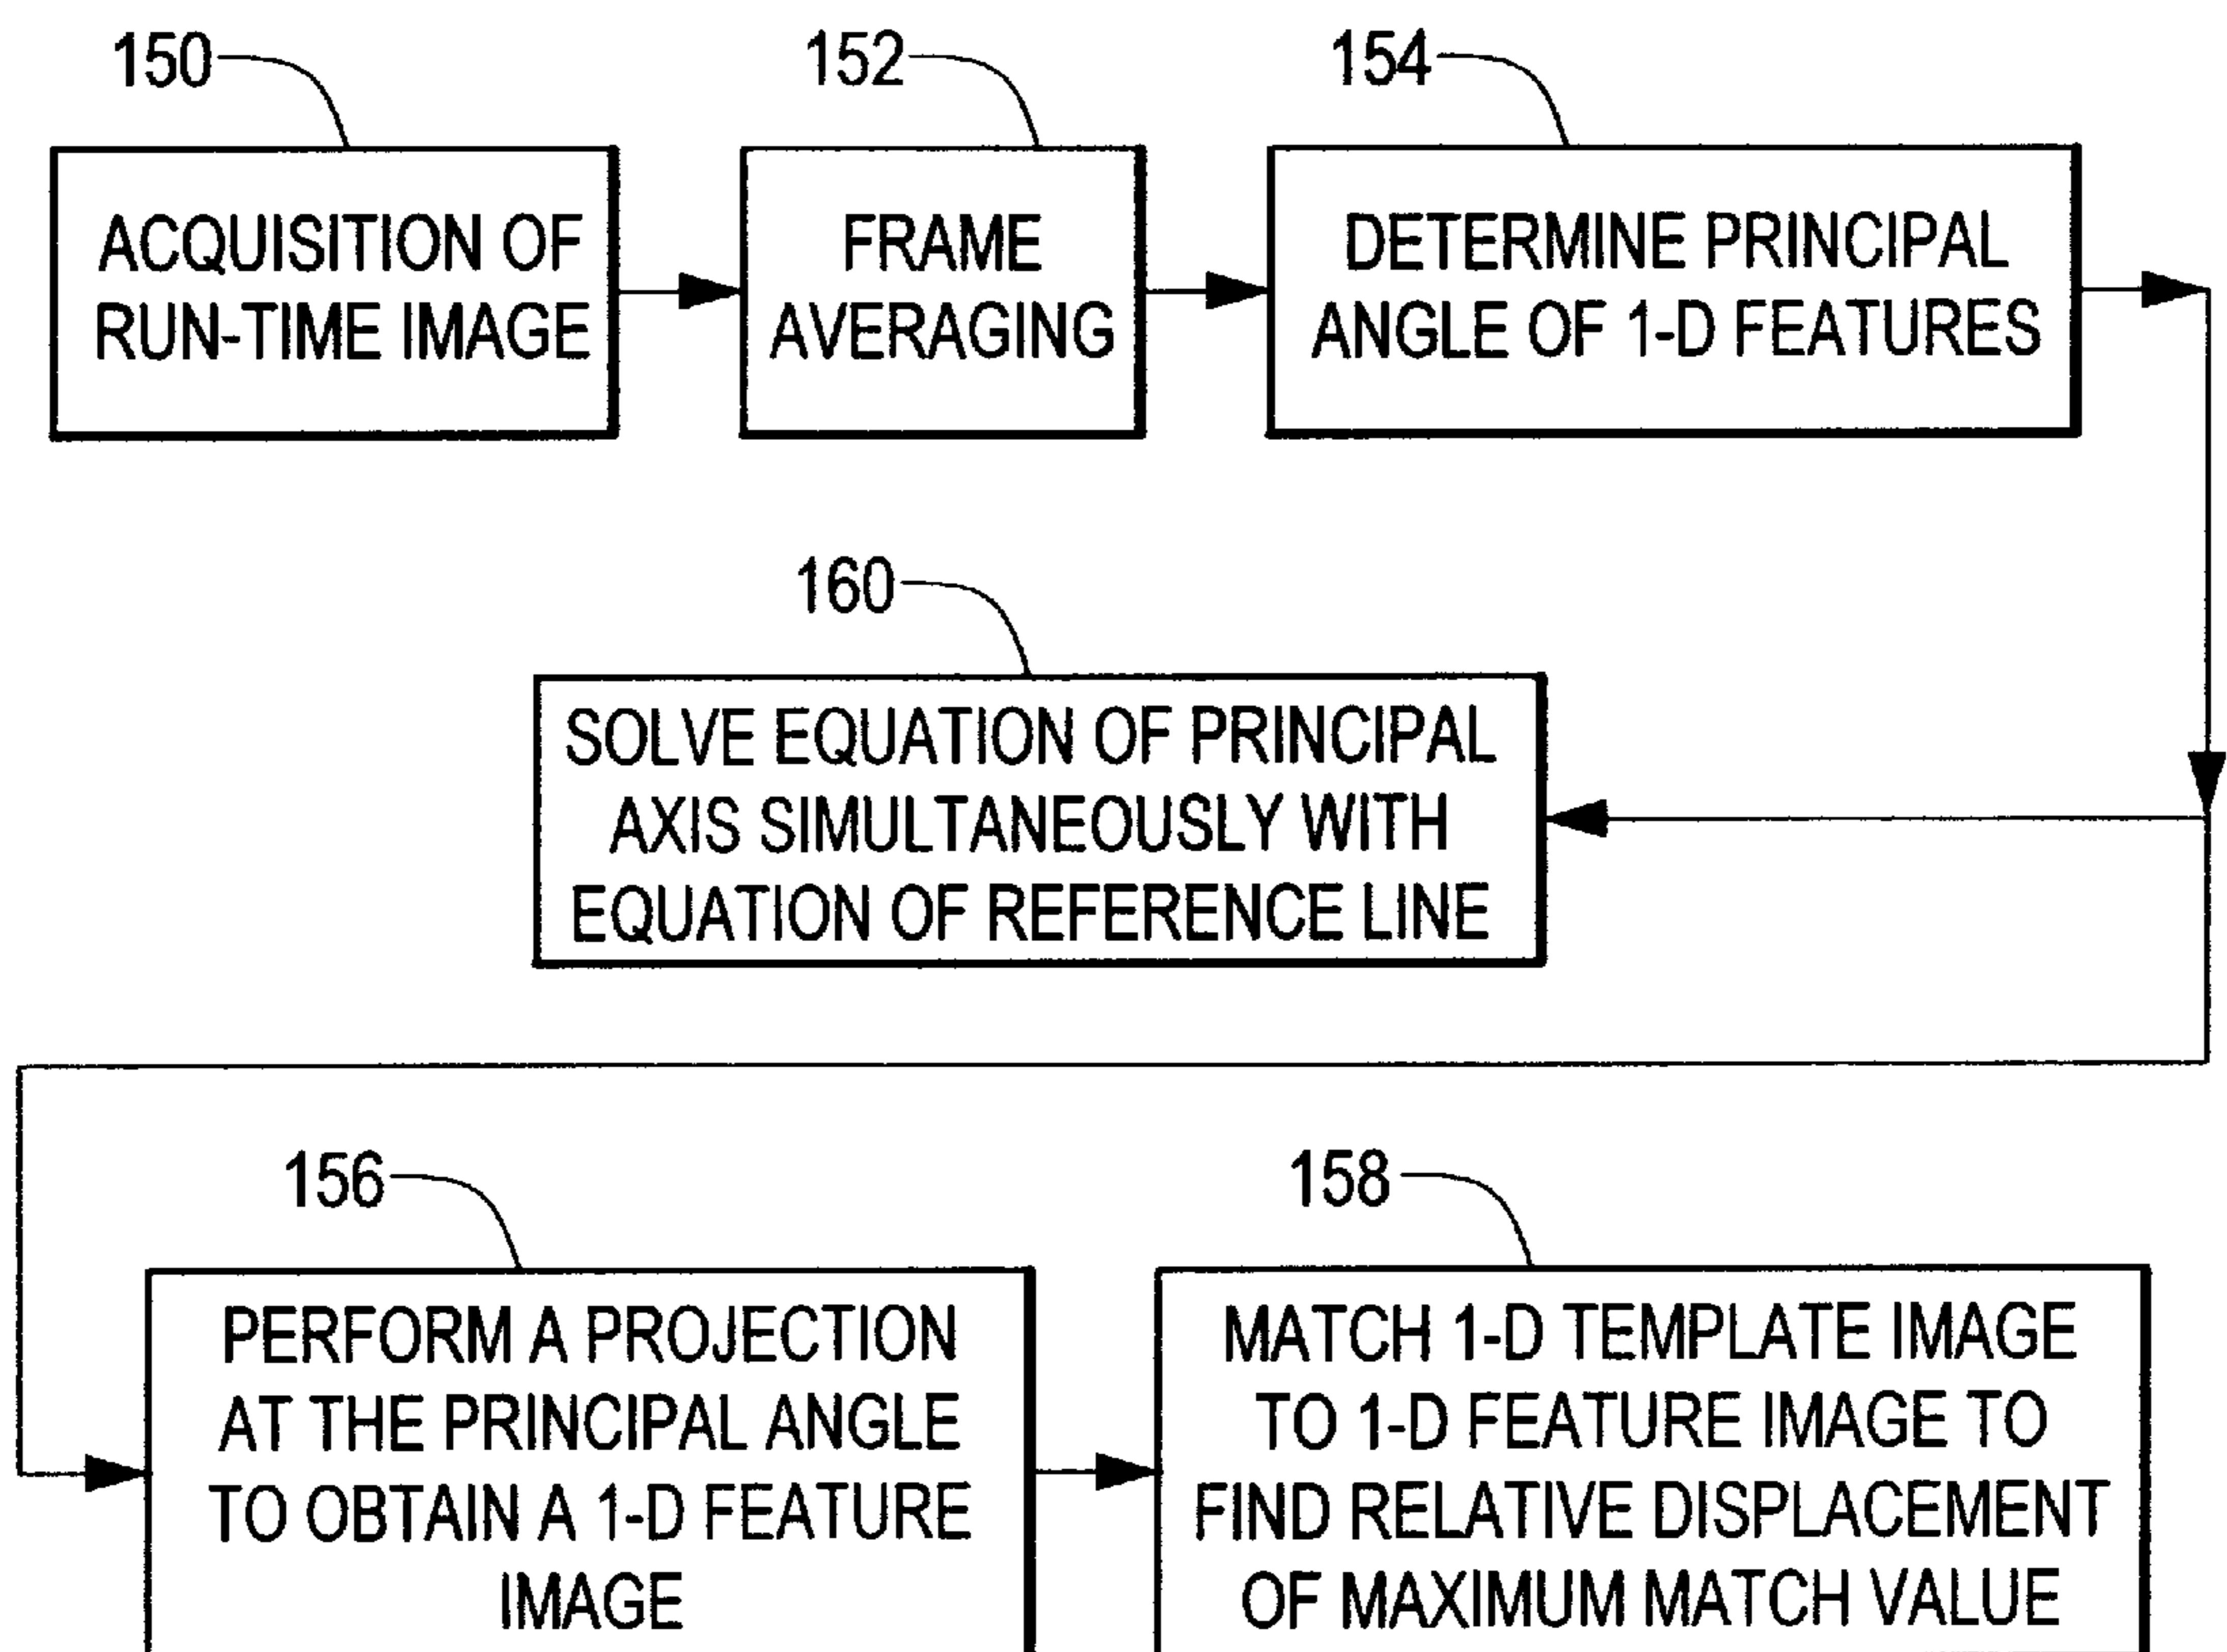 150
ACQUISITION OF
RUN-TIME IMAGE
152
FRAME
AVERAGING
154
DETERMINE PRINCIPAL
ANGLE OF 1-D FEATURES
160
SOLVE EQUATION OF PRINCIPAL
AXIS SIMULTANEOUSLY WITH
EQUATION OF REFERENCE LINE
156
PERFORM A PROJECTION
AT THE PRINCIPAL ANGLE
TO OBTAIN A 1-D FEATURE
IMAGE
158
MATCH 1-D TEMPLATE IMAGE
TO 1-D FEATURE IMAGE TO
FIND RELATIVE DISPLACEMENT
OF MAXIMUM MATCH VALUE